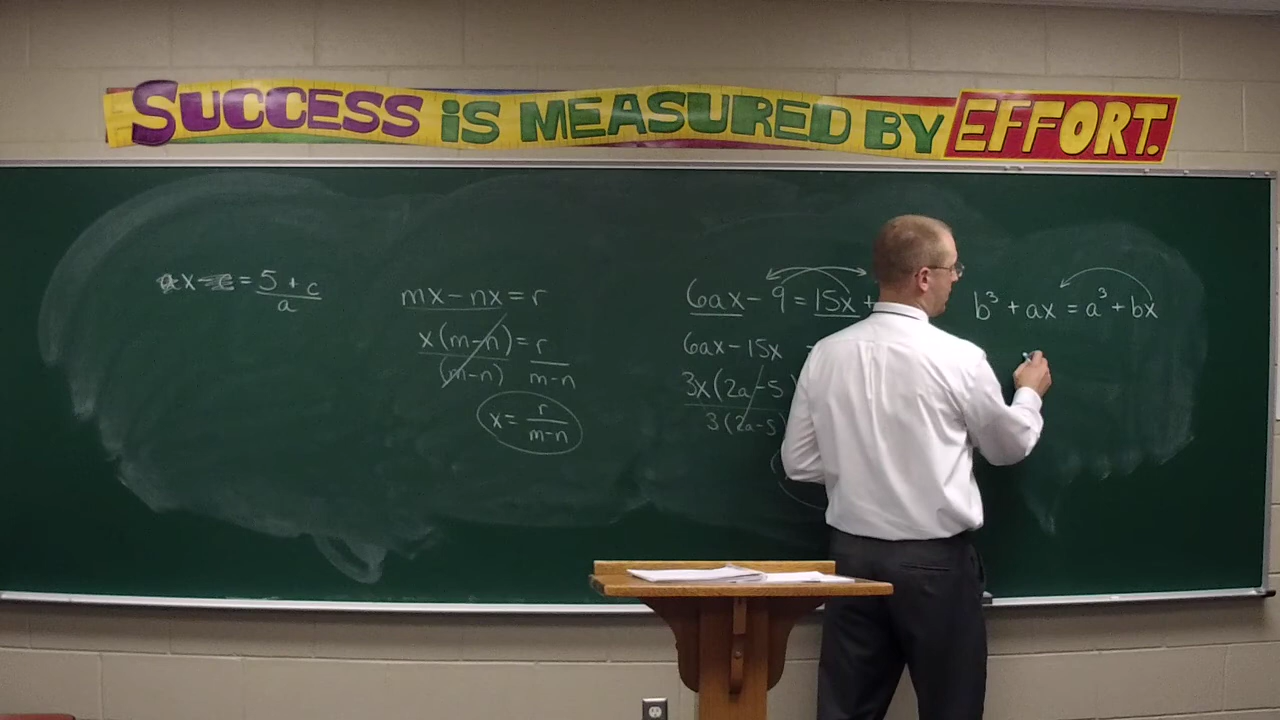 SUCCESS iS MEASURED BY EFFORT.
x = 5 + c
a
mx - nx = r
x(m-n) = r
(m-n) m-n
x = r
m-n
6ax - 9 = 15x +
6ax - 15x
3x(2a - 5
3(2a-5)
b³ + ax = a³ + bx